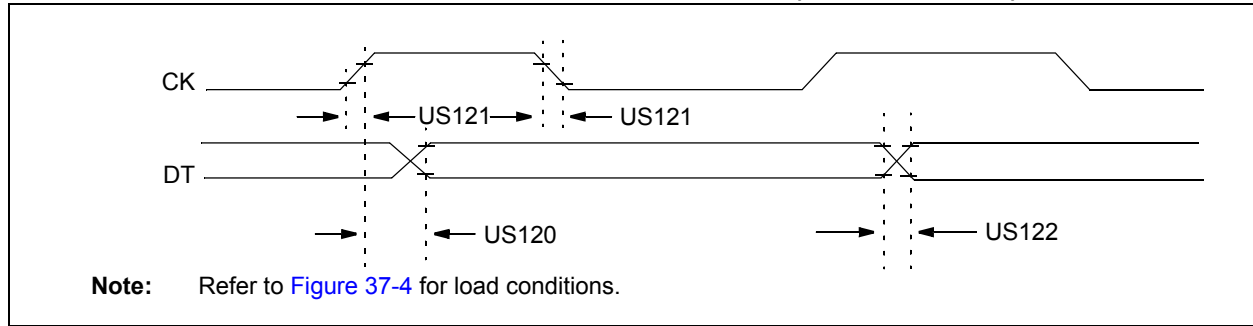 CK
US121 US121
DT
US120 US122
Note: Refer to Figure 37-4 for load conditions.